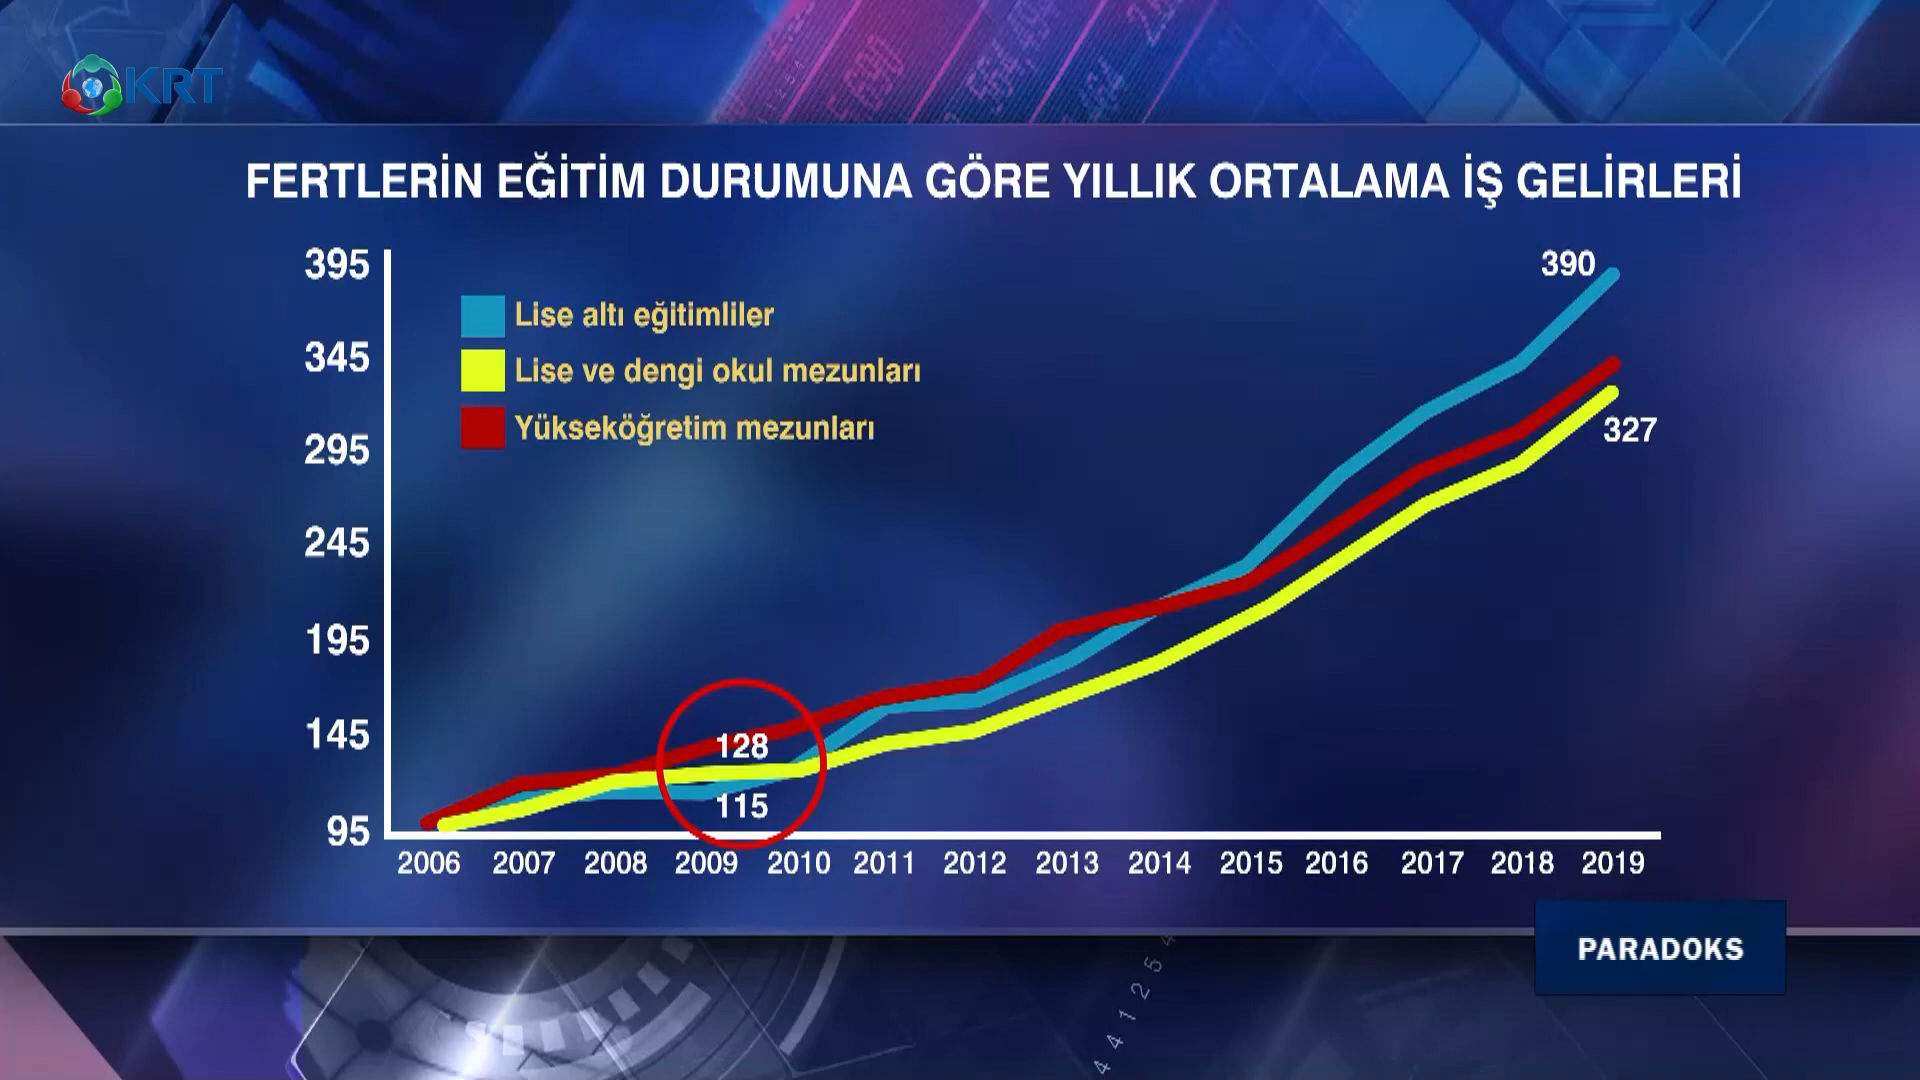 KRT
FERTLERİN EĞİTİM DURUMUNA GÖRE YILLIK ORTALAMA İŞ GELİRLERİ
395
345
295
245
195
145
95
Lise altı eğitimliler
Lise ve dengi okul mezunları
Yükseköğretim mezunları
390
327
128
115
2006 2007 2008 2009 2010 2011 2012 2013 2014 2015 2016 2017 2018 2019
PARADOKS